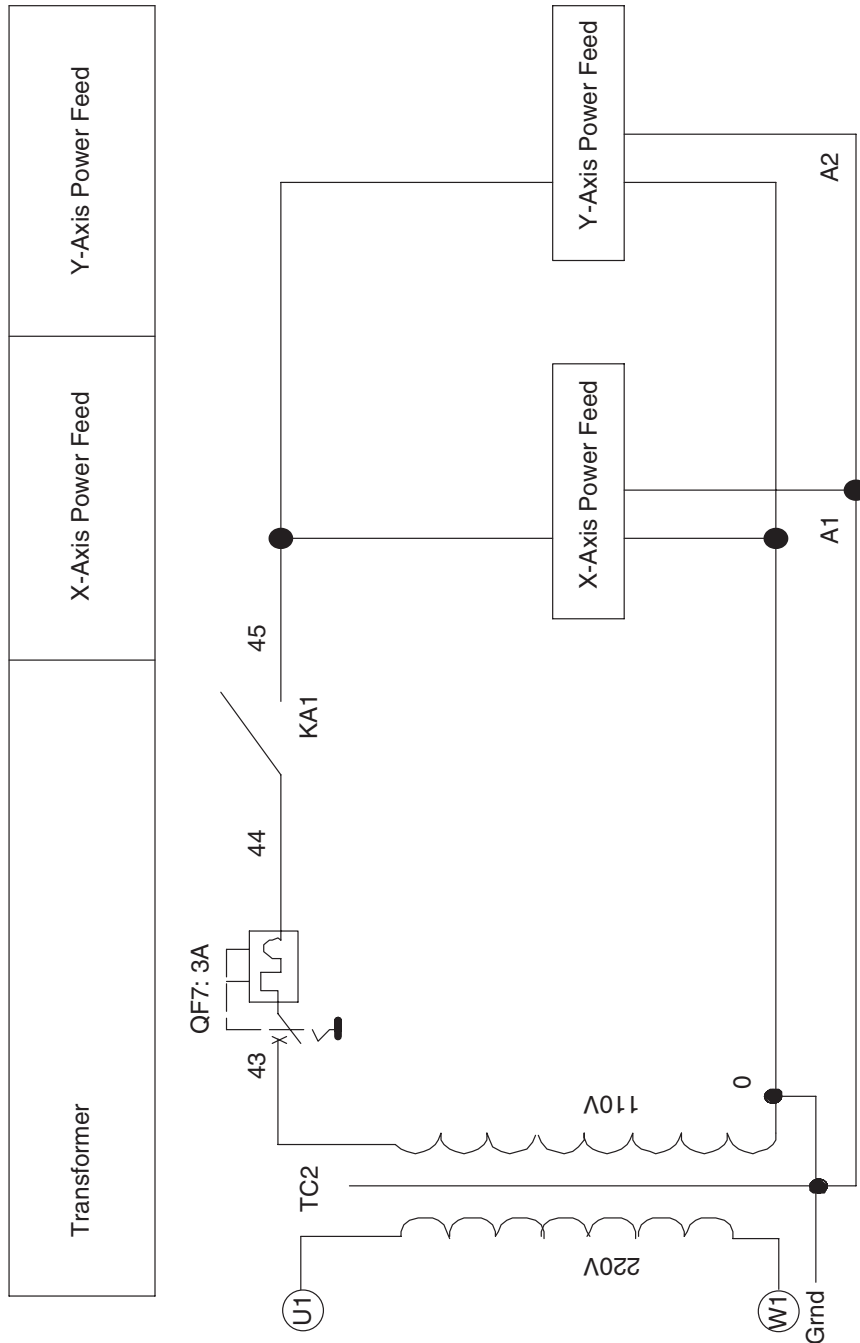 Transformer
X-Axis Power Feed
Y-Axis Power Feed
QF7: 3A
43
44
45
KA1
TC2
U1
220V
110V
0
W1
Grnd
X-Axis Power Feed
Y-Axis Power Feed
A1
A2